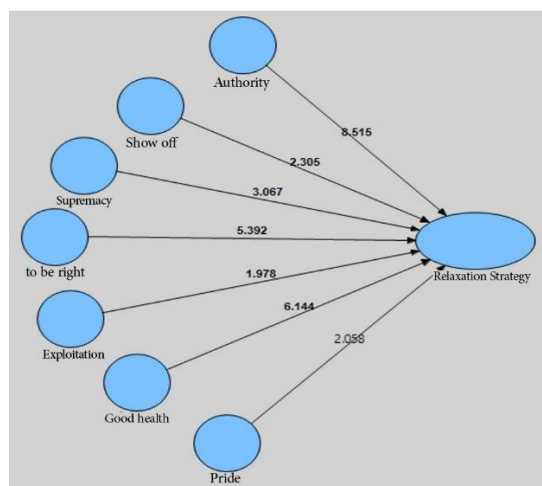 Authority
8.515
Show off
2.305
Supremacy
3.067
to be right
5.392
Relaxation Strategy
1.978
Exploitation
6.144
Good health
2.058
Pride